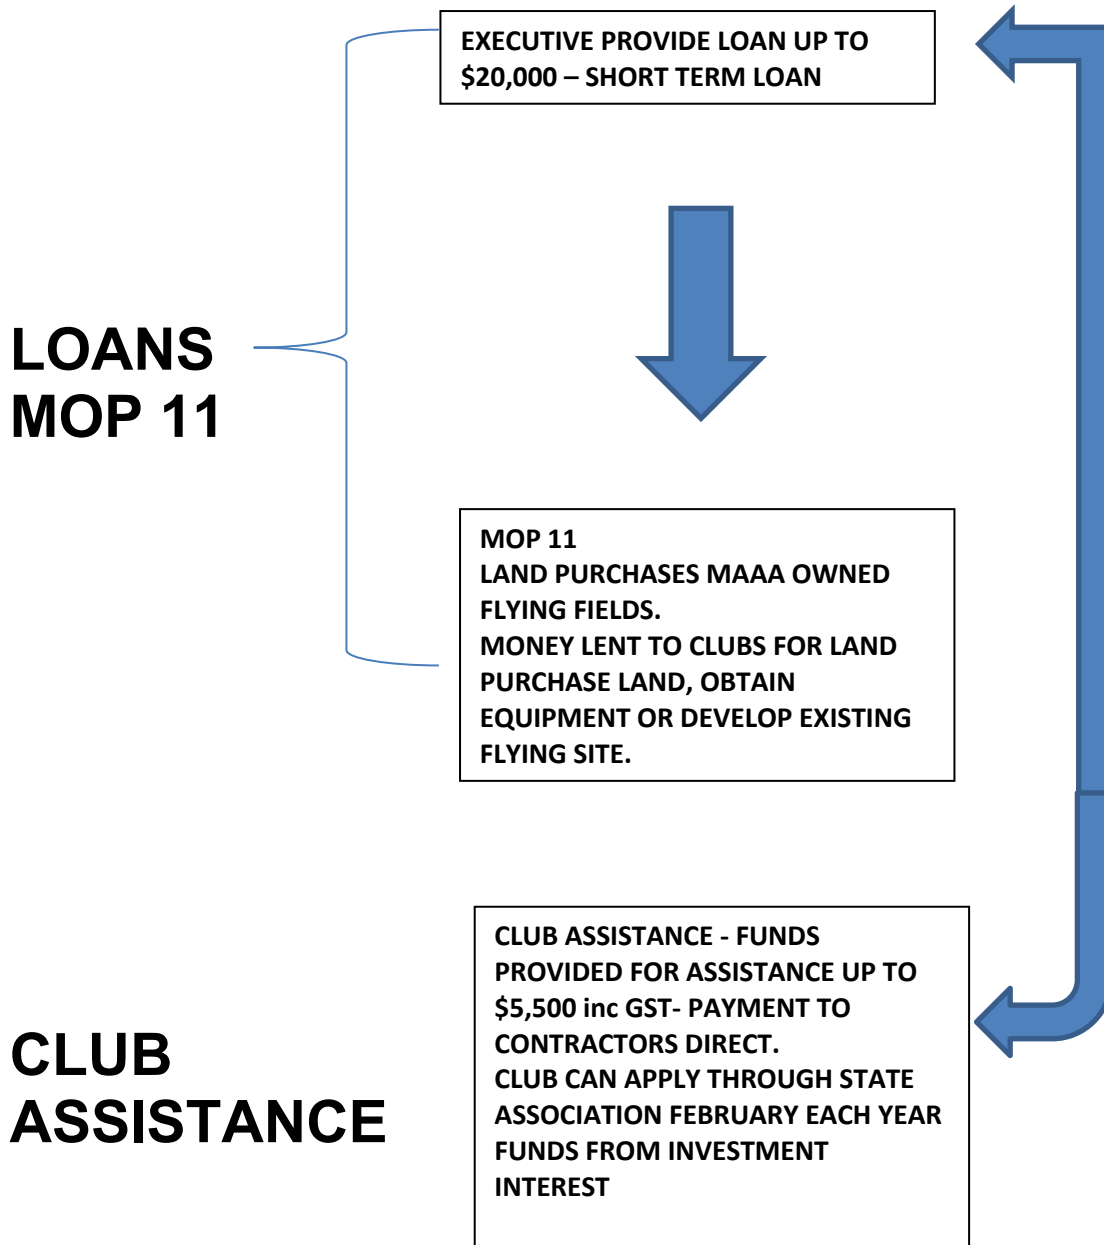 EXECUTIVE PROVIDE LOAN UP TO
$20,000 – SHORT TERM LOAN
LOANS
MOP 11
MOP 11
LAND PURCHASES MAAA OWNED
FLYING FIELDS.
MONEY LENT TO CLUBS FOR LAND
PURCHASE LAND, OBTAIN
EQUIPMENT OR DEVELOP EXISTING
FLYING SITE.
CLUB
ASSISTANCE
CLUB ASSISTANCE - FUNDS
PROVIDED FOR ASSISTANCE UP TO
$5,500 inc GST- PAYMENT TO
CONTRACTORS DIRECT.
CLUB CAN APPLY THROUGH STATE
ASSOCIATION FEBRUARY EACH YEAR
FUNDS FROM INVESTMENT
INTEREST